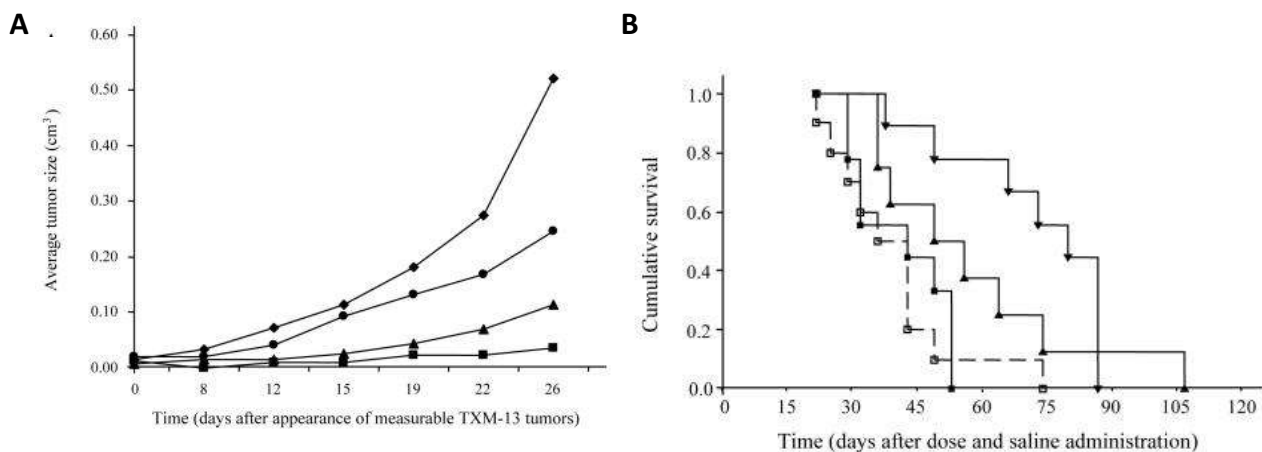 A
B
0.60
0.50
0.40
0.30
0.20
0.10
0.00
Average tumor size (cm³)
0 8 12 15 19 22 26
Time (days after appearance of measurable TXM-13 tumors)
1.0
0.8
0.6
0.4
0.2
0.0
Cumulative survival
0 15 30 45 60 75 90 105 120
Time (days after dose and saline administration)